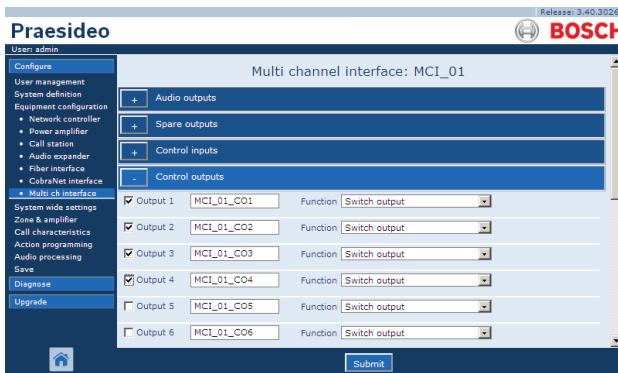 Release: 3.40.3026
Praesideo
BOSCH
User: admin
Configure
User management
System definition
Equipment configuration
• Network controller
• Power amplifier
• Call station
• Audio expander
• Fiber interface
• CobraNet interface
• Multi ch interface
System wide settings
Zone & amplifier
Call characteristics
Action programming
Audio processing
Save
Diagnose
Upgrade
Multi channel interface: MCI_01
+ Audio outputs
+ Spare outputs
+ Control inputs
- Control outputs
Output 1 MCI_01_CO1 Function Switch output
Output 2 MCI_01_CO2 Function Switch output
Output 3 MCI_01_CO3 Function Switch output
Output 4 MCI_01_CO4 Function Switch output
Output 5 MCI_01_CO5 Function Switch output
Output 6 MCI_01_CO6 Function Switch output
Submit